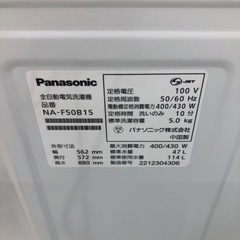 Panasonic
全自動電気洗濯機
品番
NA-F50B15
外形寸法
幅 562 mm
奥行 572 mm
高さ 880 mm
JET
定格電圧 100 V
定格周波数 50/60 Hz
電動機定格消費電力 400/430 W
定格時間 洗いのみ 10 分
標準洗濯容量 5.0 kg
パナソニック株式会社
中国製
標準消費電力 400/430 W
標準水量 47 L
標準使用水量 114 L
製造番号 2212304306